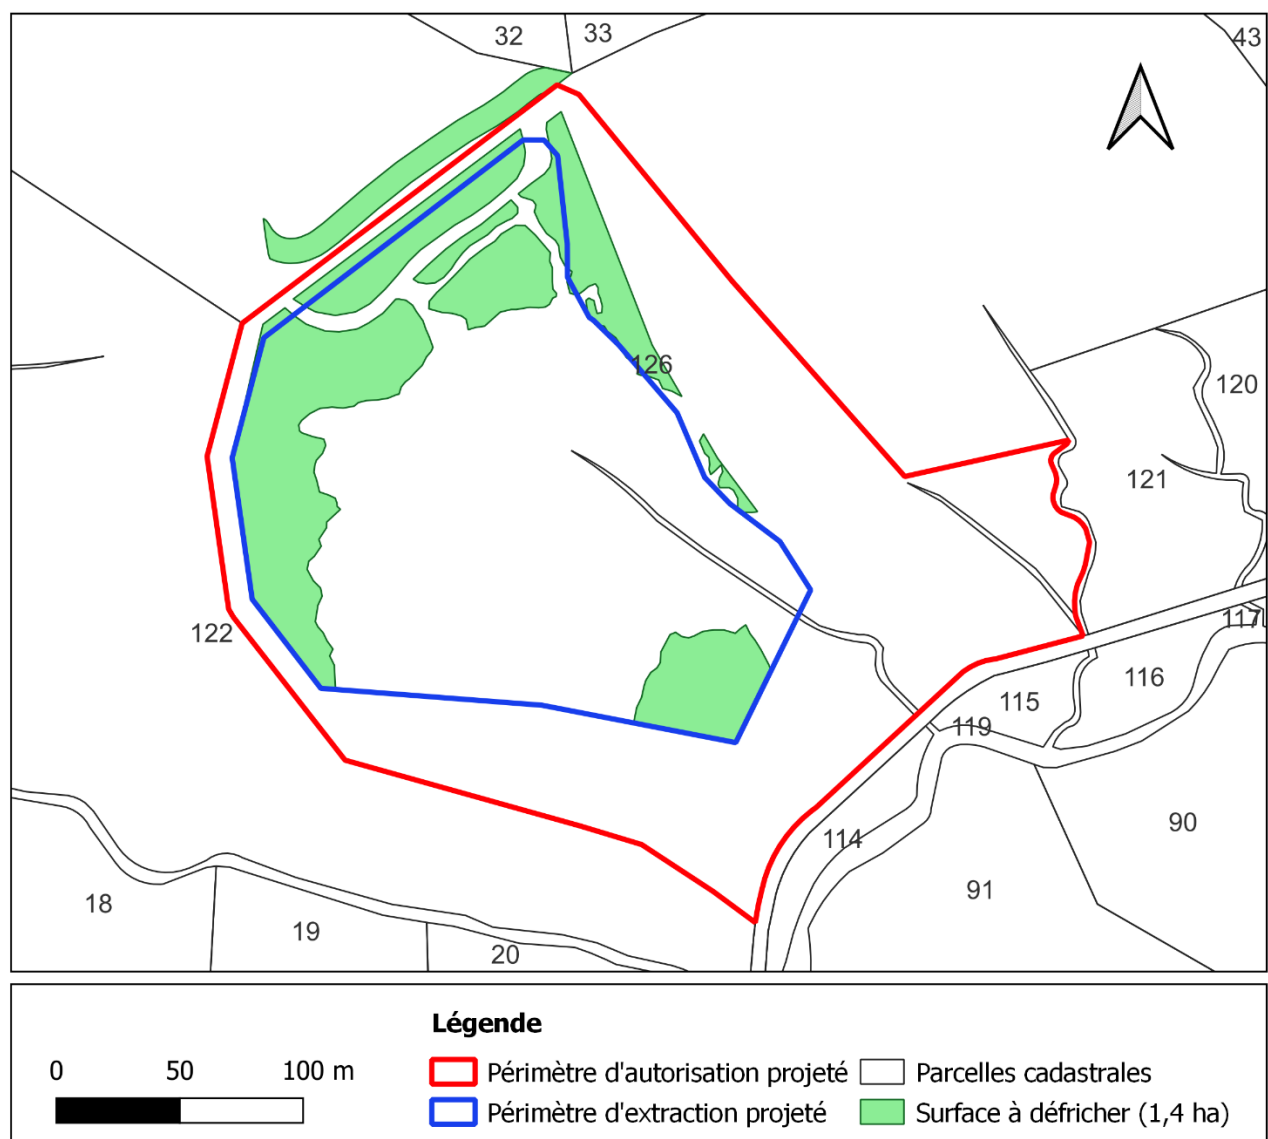 32
33
43
126
120
121
122
117
116
115
119
114
90
91
18
19
20
Légende
0 50 100 m
Périmètre d'autorisation projeté
Parcelles cadastrales
Périmètre d'extraction projeté
Surface à défricher (1,4 ha)